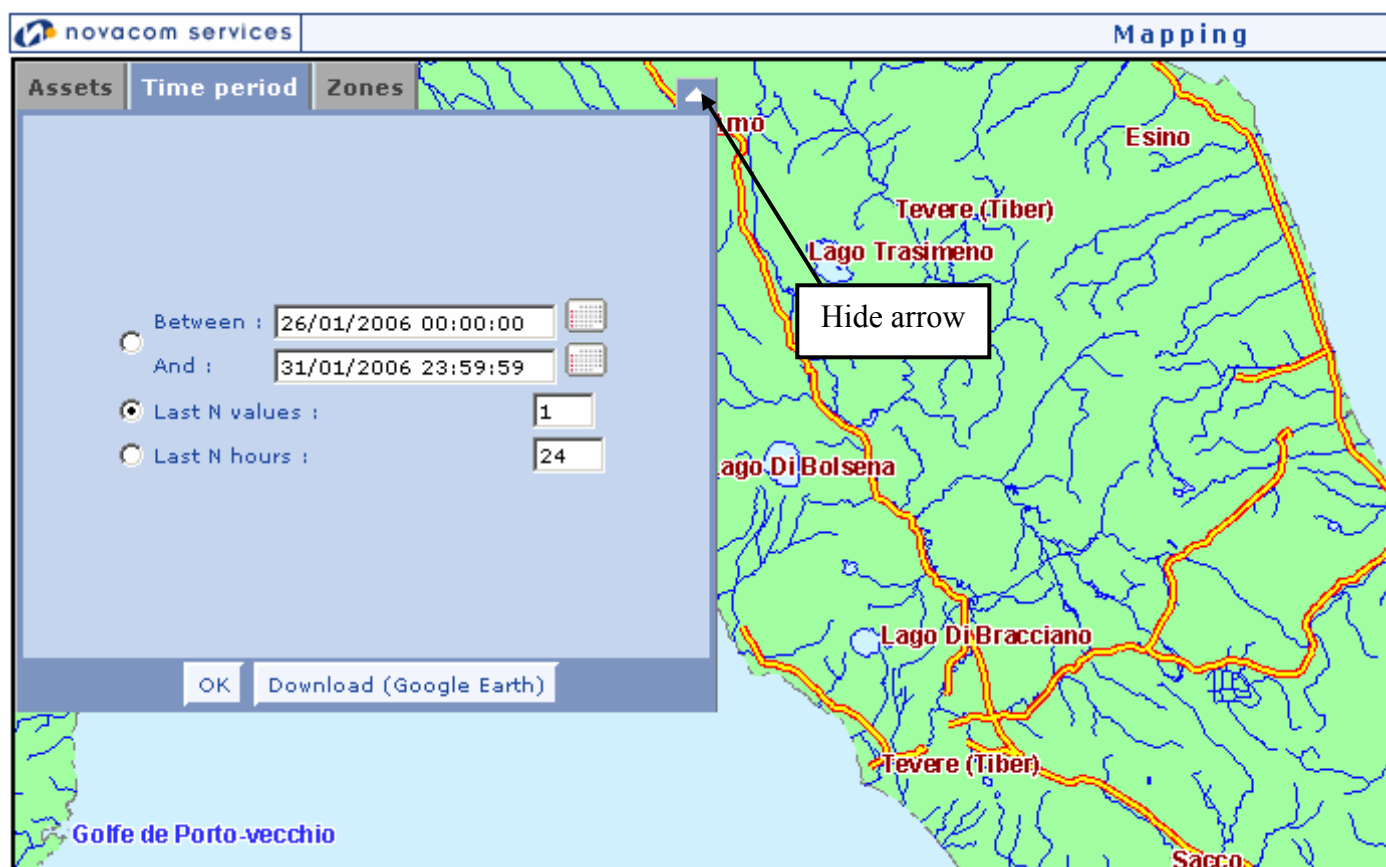 novacom services
Mapping
Assets
Time period
Zones
Esino
Tevere (Tiber)
Lago Trasimeno
Hide arrow
Between : 26/01/2006 00:00:00
And : 31/01/2006 23:59:59
Last N values : 1
Last N hours : 24
ago Di Bolsena
Lago Di Bracciano
OK
Download (Google Earth)
Tevere (Tiber)
Golfe de Porto-vecchio
Sacco